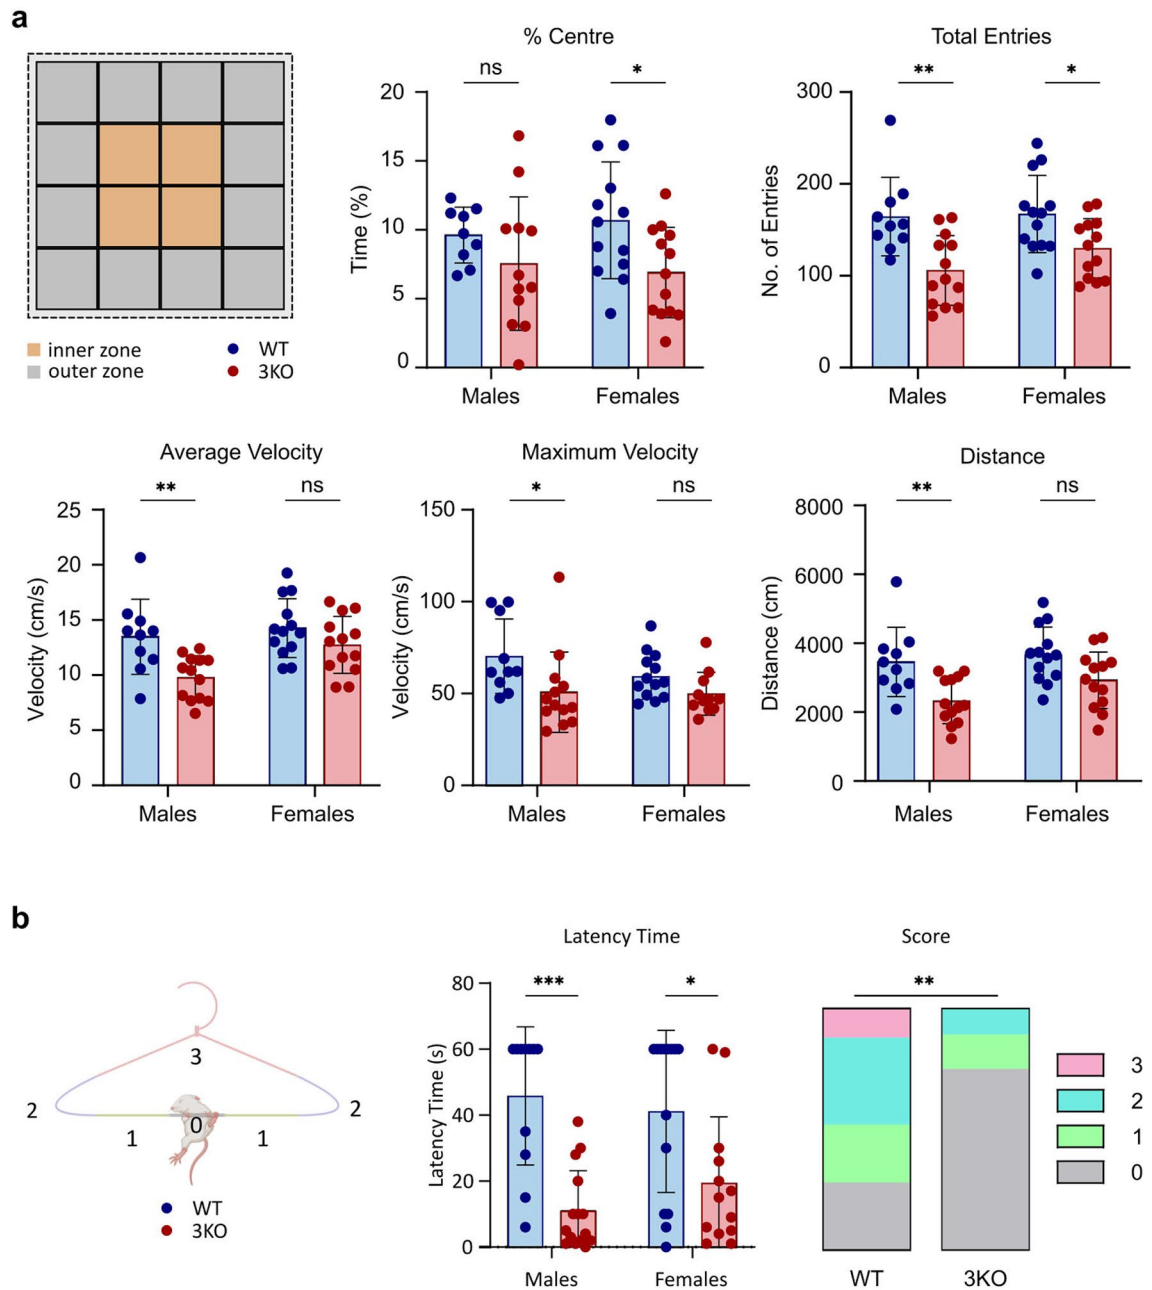 a
% Centre
Total Entries
ns
*
**
*
20
15
10
5
0
Time (%)
300
200
100
0
No. of Entries
inner zone
outer zone
WT
3KO
Males
Females
Males
Females
Average Velocity
Maximum Velocity
Distance
**
ns
*
ns
**
ns
25
20
15
10
5
0
Velocity (cm/s)
150
100
50
0
Velocity (cm/s)
8000
6000
4000
2000
0
Distance (cm)
Males
Females
Males
Females
Males
Females
b
Latency Time
Score
***
*
**
3
2
2
0
1
1
WT
3KO
80
60
40
20
0
Latency Time (s)
Males
Females
WT
3KO
3
2
1
0